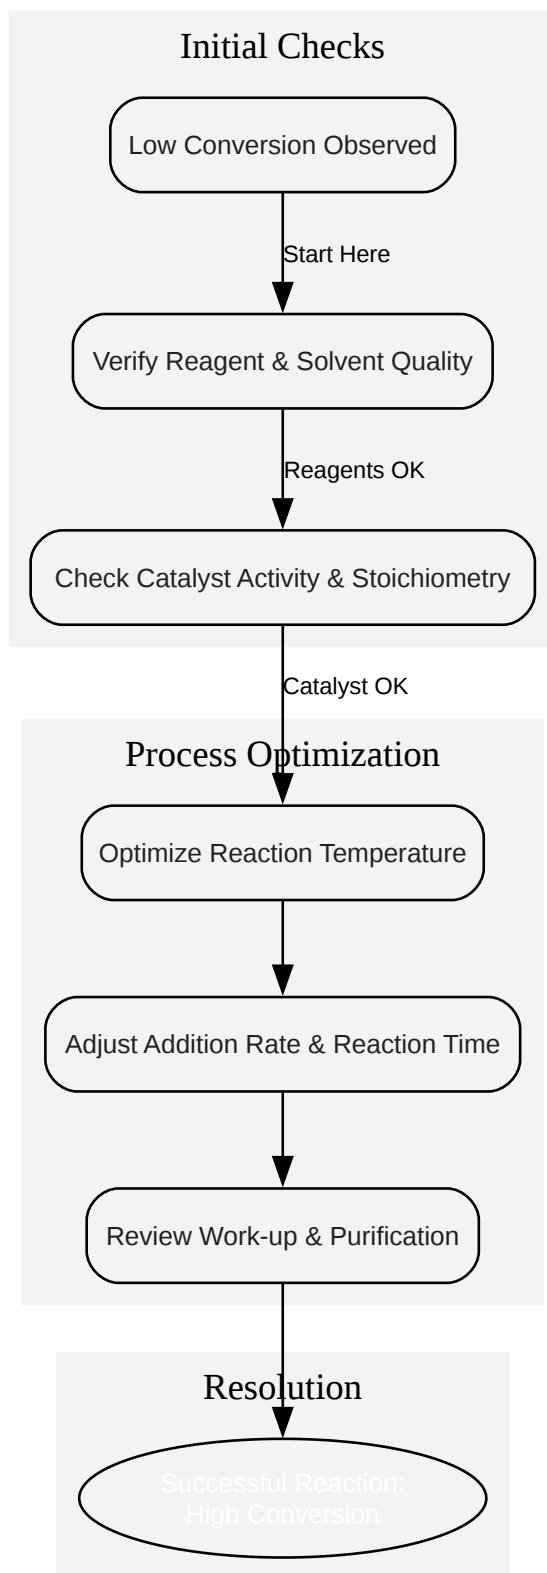 Initial Checks
Low Conversion Observed
Start Here
Verify Reagent & Solvent Quality
Reagents OK
Check Catalyst Activity & Stoichiometry
Catalyst OK
Process Optimization
Optimize Reaction Temperature
Adjust Addition Rate & Reaction Time
Review Work-up & Purification
Resolution
Successful Reaction:
High Conversion